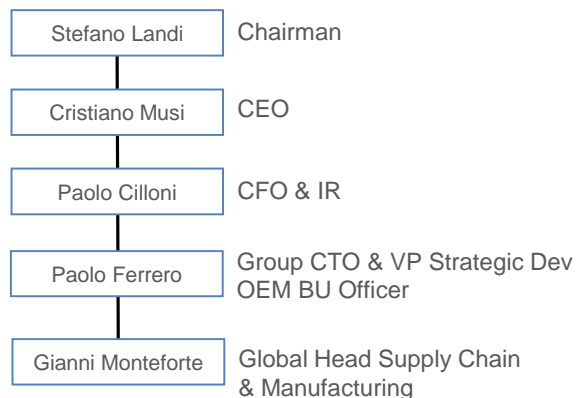 Stefano Landi
Chairman
Cristiano Musi
CEO
Paolo Cilloni
CFO & IR
Paolo Ferrero
Group CTO & VP Strategic Dev
OEM BU Officer
Gianni Monteforte
Global Head Supply Chain
& Manufacturing